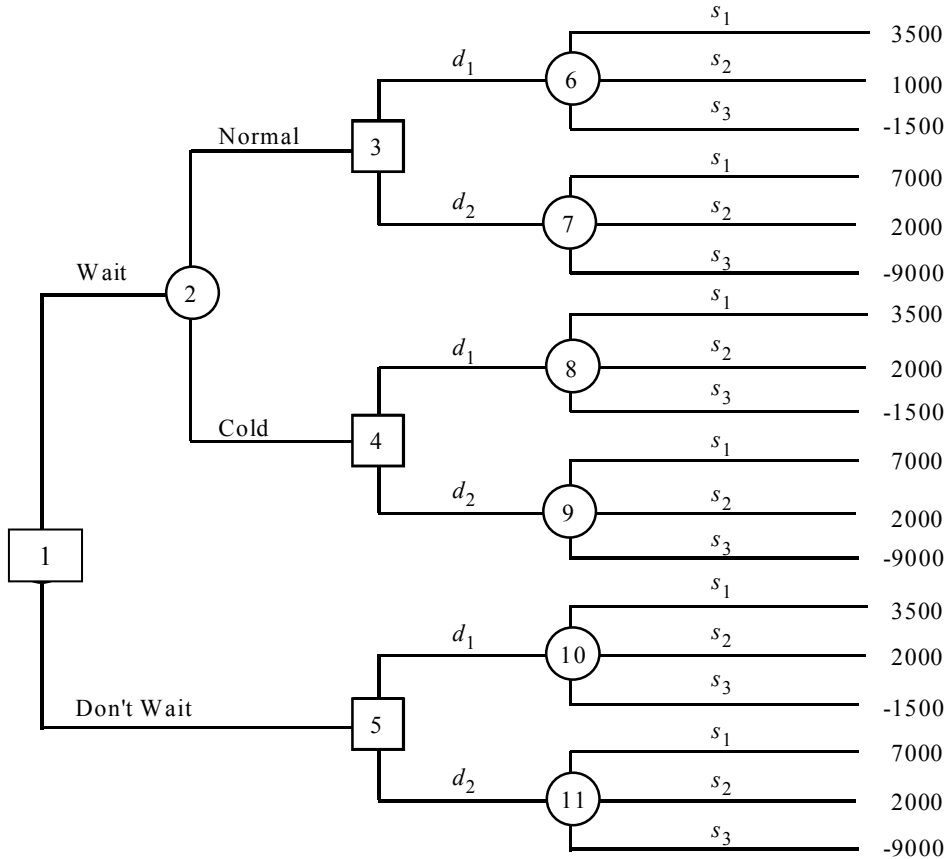 s1 3500
d1 6 s2 1000
s3 -1500
Normal 3
s1 7000
d2 7 s2 2000
s3 -9000
Wait 2
s1 3500
d1 8 s2 2000
s3 -1500
Cold 4
s1 7000
d2 9 s2 2000
s3 -9000
1
s1 3500
d1 10 s2 2000
s3 -1500
Don't Wait 5
s1 7000
d2 11 s2 2000
s3 -9000